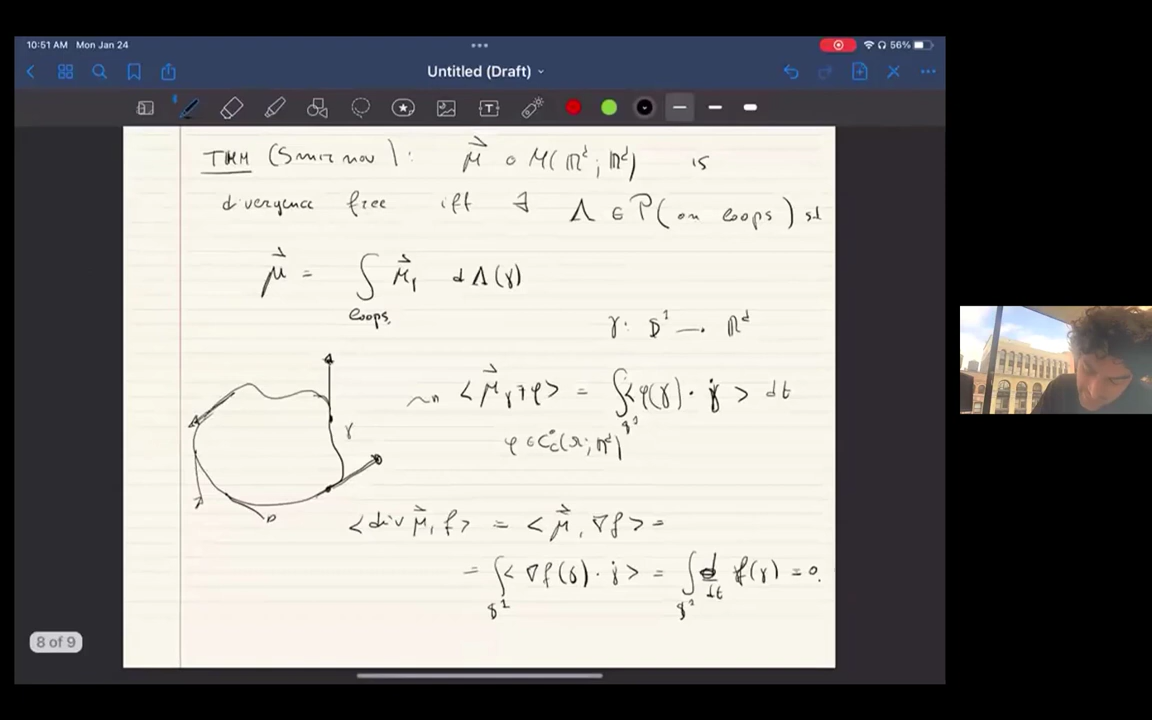 10:51 AM Mon Jan 24
56%
Untitled (Draft)
THM (Smirnov): μ⃗ ∈ M(ℝᵈ; ℝᵈ) is
divergence free iff ∃ Λ ∈ P(on loops) st
μ⃗ = ∫ μ⃗_γ dΛ(γ)
loops
γ: S¹ → ℝᵈ
γ
⟨μ⃗_γ, φ⟩ = ∫_{S¹} ⟨φ(γ) · γ̇⟩ dt
φ ∈ C_c^∞(Ω; ℝᵈ)
⟨div μ⃗, f⟩ = ⟨μ⃗, ∇f⟩ =
= ∫_{S¹} ⟨∇f(γ) · γ̇⟩ = ∫_{S¹} d/dt f(γ) = 0.
8 of 9